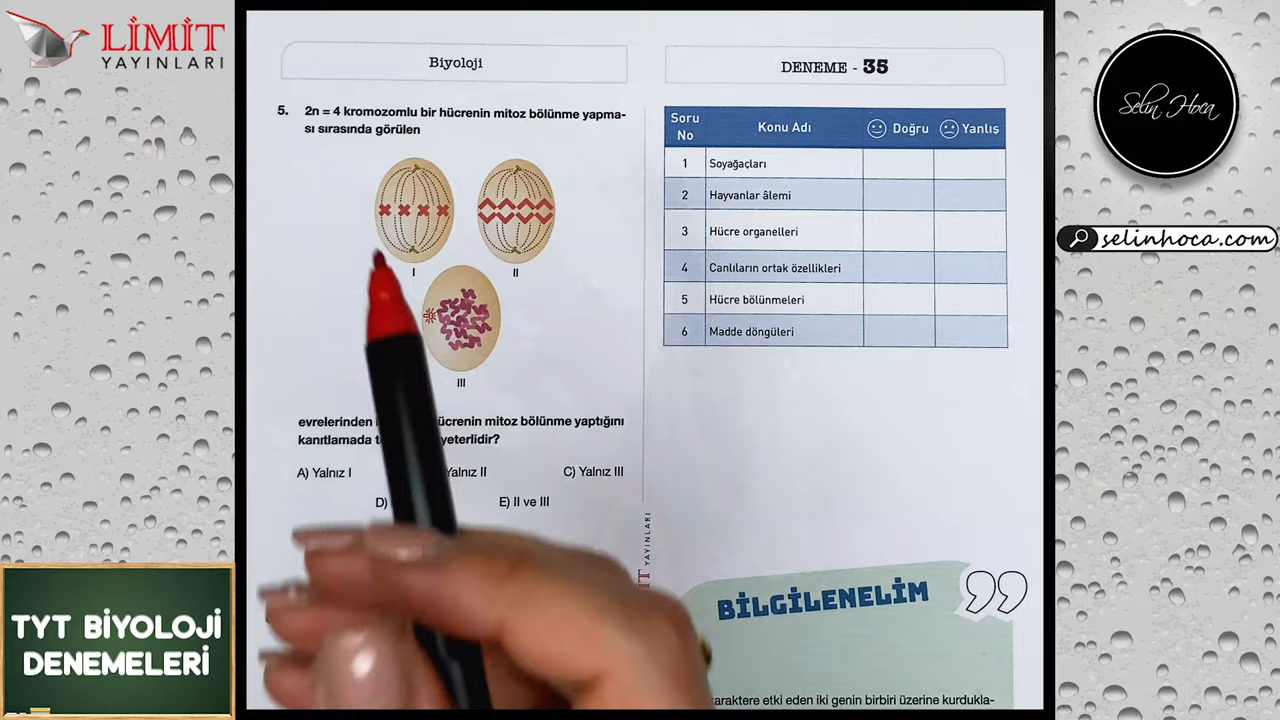 LİMİT
YAYINLARI
Biyoloji
5. 2n = 4 kromozomlu bir hücrenin mitoz bölünme yapma-
sı sırasında görülen
I
II
III
evrelerinden hücrenin mitoz bölünme yaptığını
kanıtlamada yeterlidir?
A) Yalnız I
Yalnız II
C) Yalnız III
D)
E) II ve III
YAYINLARI
DENEME - 35
Soru No Konu Adı Doğru Yanlış
1 Soyağaçları
2 Hayvanlar âlemi
3 Hücre organelleri
4 Canlıların ortak özellikleri
5 Hücre bölünmeleri
6 Madde döngüleri
BİLGİLENELİM
karaktere etki eden iki genin birbiri üzerine kurdukla-
Selin Hoca
selinhoca.com
TYT BİYOLOJİ
DENEMELERİ